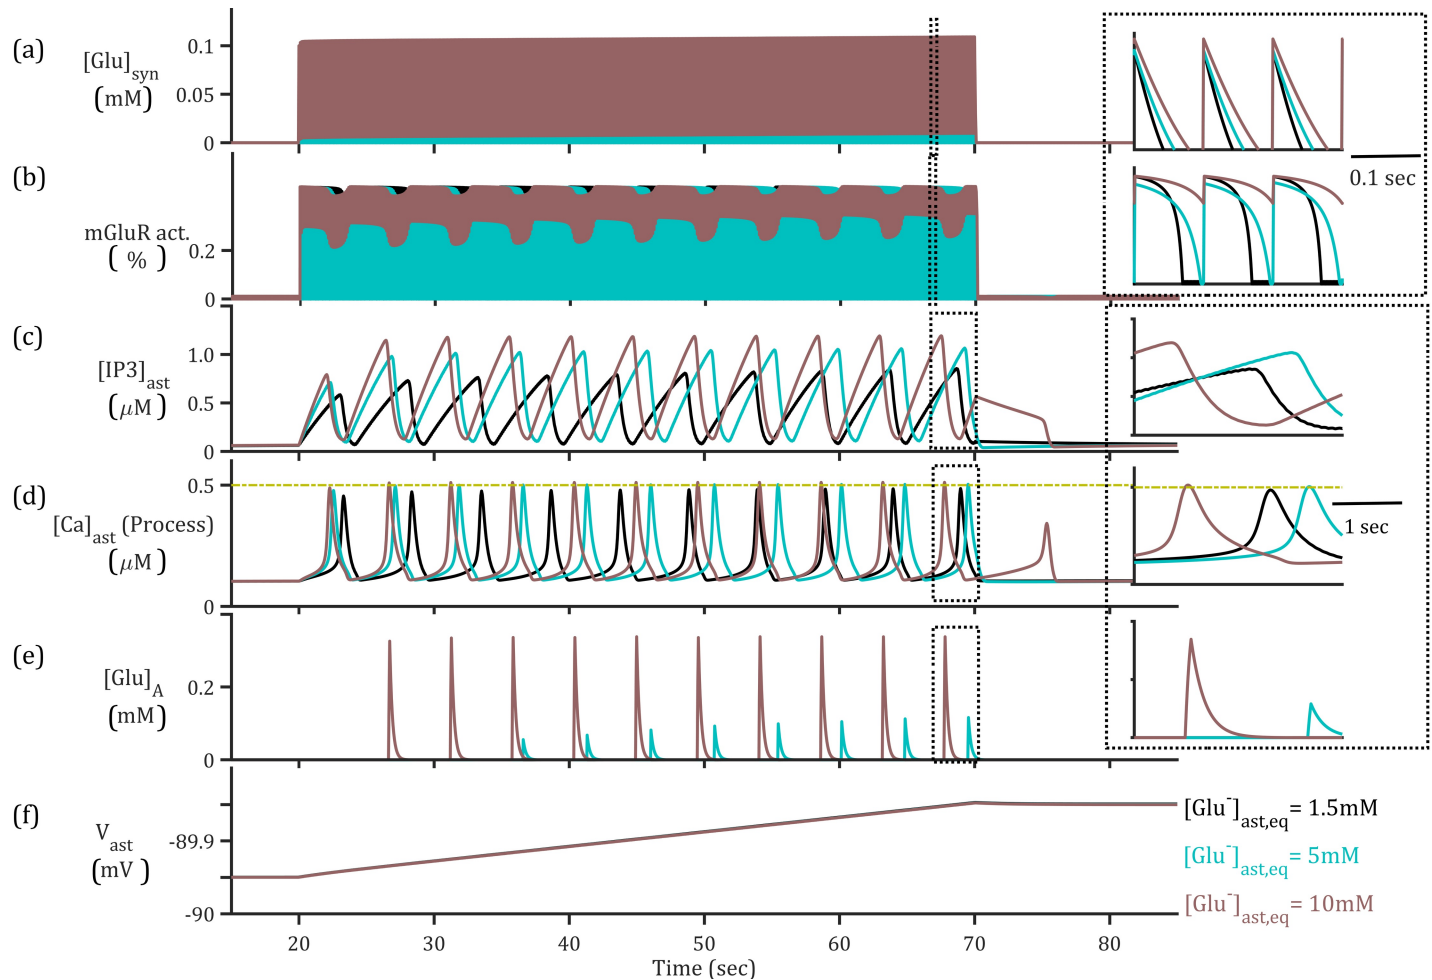 (a)
[Glu]syn
(mM)
0.1
0.05
0
0.1 sec
(b)
mGluR act.
(%)
0.2
0
(c)
[IP3]ast
(μM)
1.0
0.5
0
(d)
[Ca]ast (Process)
(μM)
0.5
0
1 sec
(e)
[Glu]A
(mM)
0.2
0
(f)
Vast
(mV)
-89.9
-90
[Glu⁻]ast,eq = 1.5mM
[Glu⁻]ast,eq = 5mM
[Glu⁻]ast,eq = 10mM
20 30 40 50 60 70 80
Time (sec)